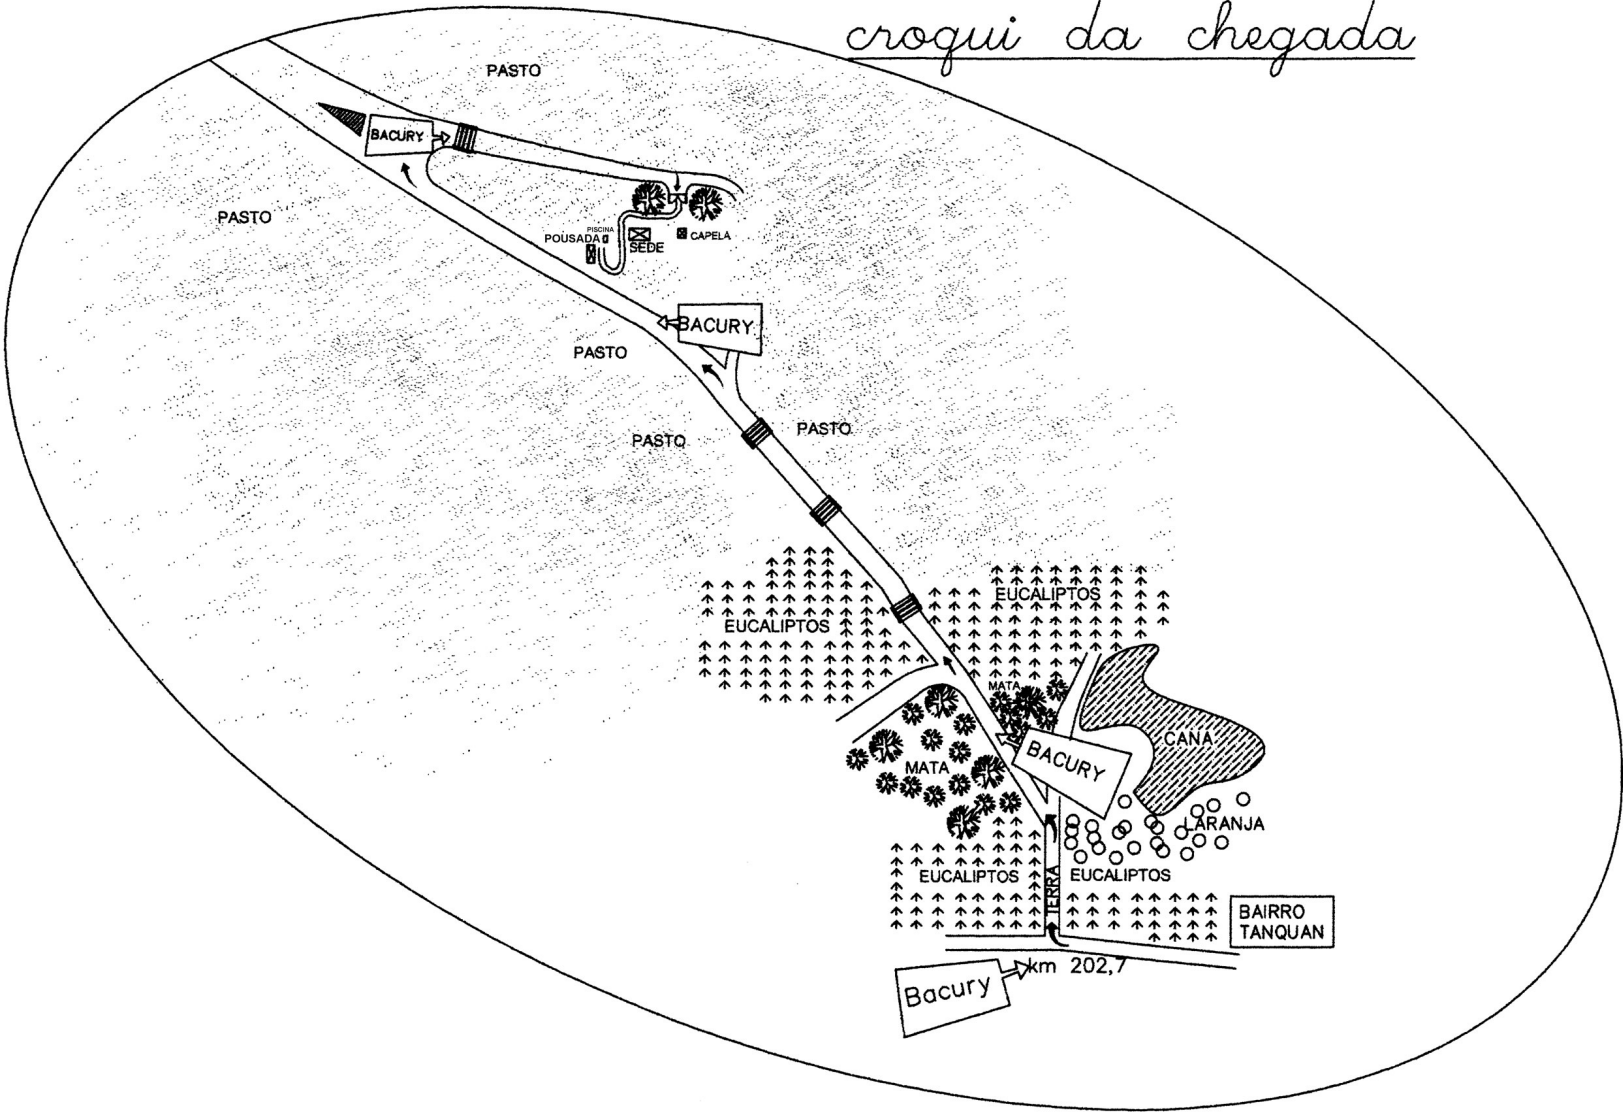 croqui da chegada
PASTO
BACURY
PASTO
PISCINA
POUSADA
SEDE
CAPELA
BACURY
PASTO
PASTO
PASTO
EUCALIPTOS
EUCALIPTOS
MATA
CANA
BACURY
MATA
LARANJA
EUCALIPTOS
TERRA
EUCALIPTOS
BAIRRO
TANQUAN
km 202,7
Bacury